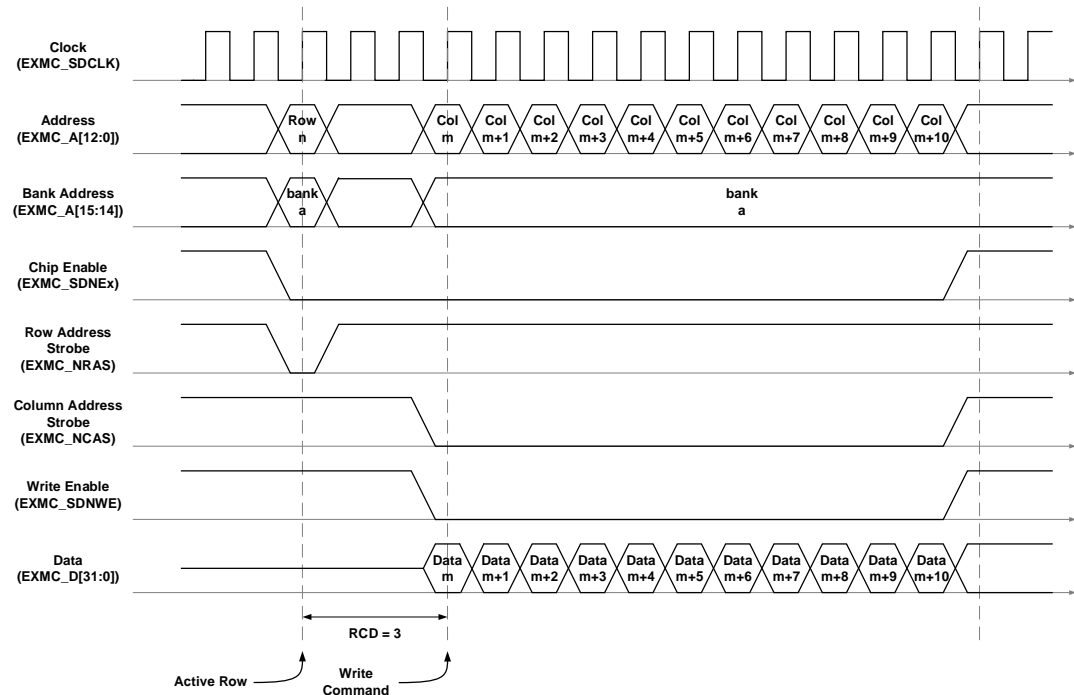 Clock
(EXMC_SDCLK)
Address
(EXMC_A[12:0])
Row
n
Col
m
Col
m+1
Col
m+2
Col
m+3
Col
m+4
Col
m+5
Col
m+6
Col
m+7
Col
m+8
Col
m+9
Col
m+10
Bank Address
(EXMC_A[15:14])
bank
a
bank
a
Chip Enable
(EXMC_SDNEx)
Row Address
Strobe
(EXMC_NRAS)
Column Address
Strobe
(EXMC_NCAS)
Write Enable
(EXMC_SDNWE)
Data
(EXMC_D[31:0])
Data
m
Data
m+1
Data
m+2
Data
m+3
Data
m+4
Data
m+5
Data
m+6
Data
m+7
Data
m+8
Data
m+9
Data
m+10
RCD = 3
Active Row
Write
Command